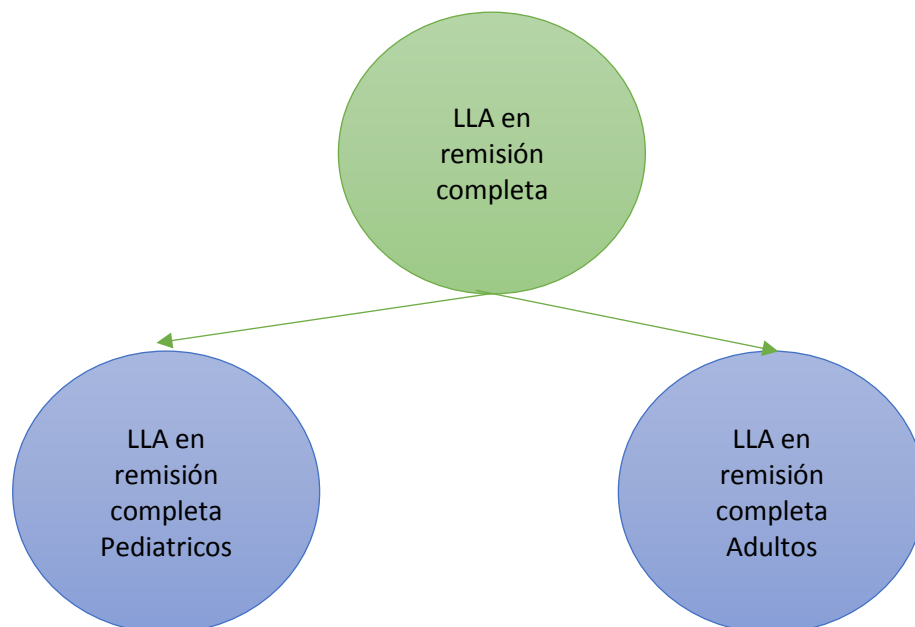 LLA en
remisión
completa
LLA en
remisión
completa
Pediatricos
LLA en
remisión
completa
Adultos